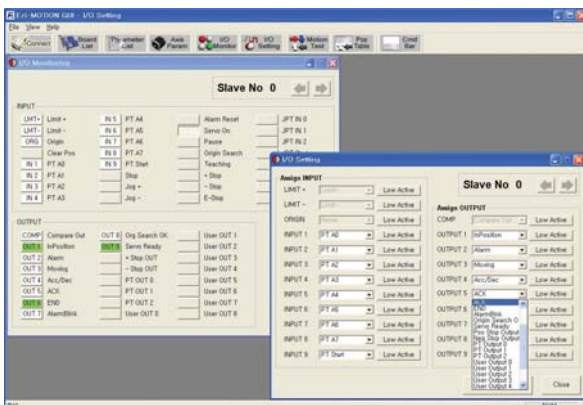 Ezi-MOTION GUI - I/O Setting
File View Help
Connect
Board List
Parameter List
Axis Param
I/O Monitor
I/O Setting
Motion Test
Pos Table
Cmd Bar
I/O Monitoring
Slave No 0
INPUT
LMT+ Limit + IN 5 PT A4 Alarm Reset JPT IN 0
LMT- Limit - IN 6 PT A5 Servo On JPT IN 1
ORG Origin IN 7 PT A6 Pause JPT IN 2
Clear Pos IN 8 PT A7 Origin Search
IN 1 PT A0 IN 9 PT Start Teaching
IN 2 PT A1 Stop + Stop
IN 3 PT A2 Jog + - Stop
IN 4 PT A3 Jog - E-Stop
OUTPUT
COMP Compare Out OUT 8 Org Search OK User OUT 1
OUT 1 InPosition OUT 9 Servo Ready User OUT 2
OUT 2 Alarm + Stop OUT User OUT 3
OUT 3 Moving - Stop OUT User OUT 4
OUT 4 Acc/Dec PT OUT 0 User OUT 5
OUT 5 ACK PT OUT 1 User OUT 6
OUT 6 END PT OUT 2 User OUT 7
OUT 7 AlarmBlink User OUT 0 User OUT 8
I/O Setting
Slave No 0
Assign INPUT
LIMIT + Low Active
LIMIT - Low Active
ORIGIN Low Active
INPUT 1 PT A0 Low Active
INPUT 2 PT A1 Low Active
INPUT 3 PT A2 Low Active
INPUT 4 PT A3 Low Active
INPUT 5 PT A4 Low Active
INPUT 6 PT A5 Low Active
INPUT 7 PT A6 Low Active
INPUT 8 PT A7 Low Active
INPUT 9 PT Start Low Active
Assign OUTPUT
COMP Compare Out Low Active
OUTPUT 1 InPosition Low Active
OUTPUT 2 Alarm Low Active
OUTPUT 3 Moving Low Active
OUTPUT 4 Acc/Dec Low Active
OUTPUT 5 ACK Low Active
OUTPUT 6 Low Active
OUTPUT 7 Low Active
OUTPUT 8 Low Active
OUTPUT 9 Low Active
ACK
END
AlarmBlink
Origin Search O
Servo Ready
Pos Stop Output
Neg Stop Output
PT Output 0
PT Output 1
PT Output 2
User Output 0
User Output 1
User Output 2
User Output 3
User Output 4
Close